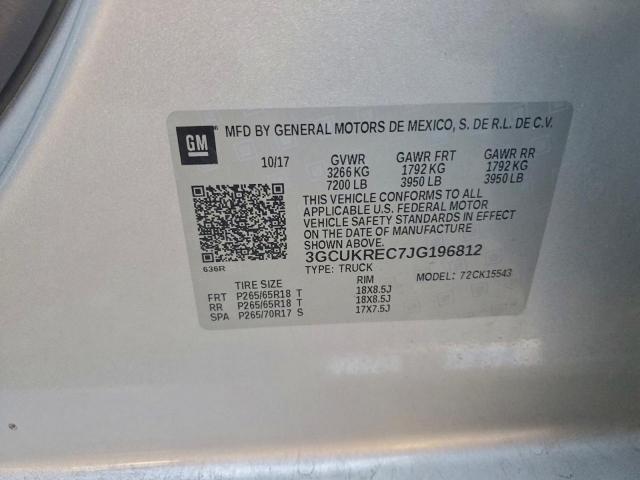 GM
MFD BY GENERAL MOTORS DE MEXICO, S. DE R.L. DE C.V.
10/17 GVWR GAWR FRT GAWR RR
3266 KG 1792 KG 1792 KG
7200 LB 3950 LB 3950 LB
THIS VEHICLE CONFORMS TO ALL
APPLICABLE U.S. FEDERAL MOTOR
VEHICLE SAFETY STANDARDS IN EFFECT
ON THE DATE OF MANUFACTURE
SHOWN ABOVE.
3GCUKREC7JG196812
636R
TYPE: TRUCK
MODEL: 72CK15543
TIRE SIZE RIM
FRT P265/65R18 T 18X8.5J
RR P265/65R18 T 18X8.5J
SPA P265/70R17 S 17X7.5J